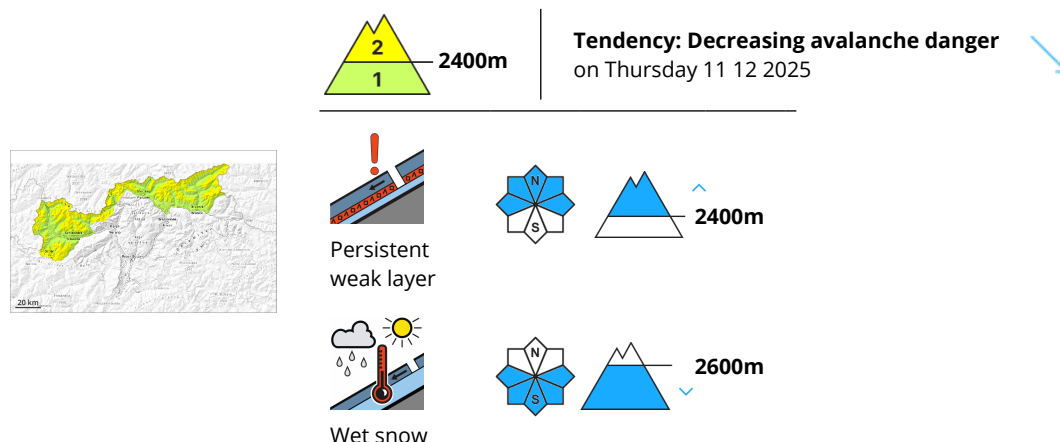 2
1
2400m
Tendency: Decreasing avalanche danger
on Thursday 11 12 2025
20 km
N
S
2400m
Persistent
weak layer
N
S
2600m
Wet snow